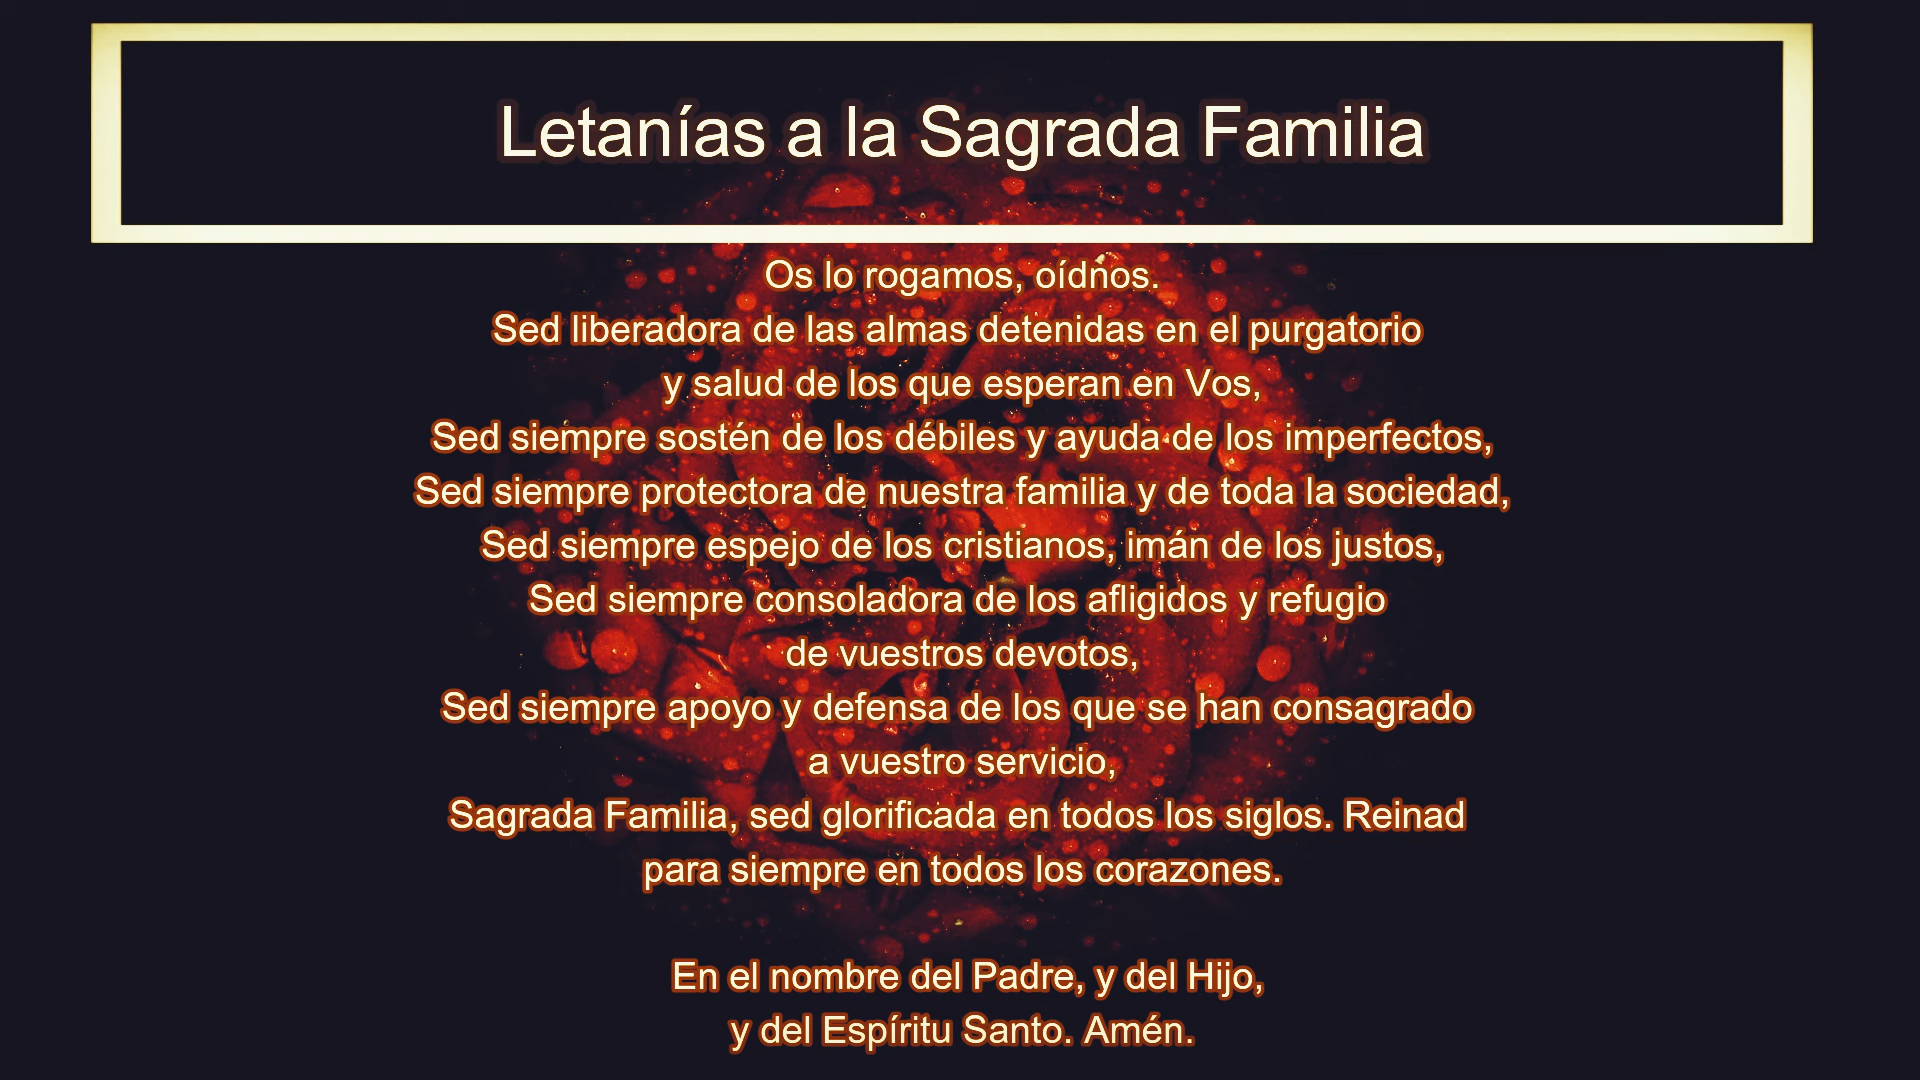 Letanías a la Sagrada Familia
Os lo rogamos, oídnos.
Sed liberadora de las almas detenidas en el purgatorio
y salud de los que esperan en Vos,
Sed siempre sostén de los débiles y ayuda de los imperfectos,
Sed siempre protectora de nuestra familia y de toda la sociedad,
Sed siempre espejo de los cristianos, imán de los justos,
Sed siempre consoladora de los afligidos y refugio
de vuestros devotos,
Sed siempre apoyo y defensa de los que se han consagrado
a vuestro servicio,
Sagrada Familia, sed glorificada en todos los siglos. Reinad
para siempre en todos los corazones.
En el nombre del Padre, y del Hijo,
y del Espíritu Santo. Amén.